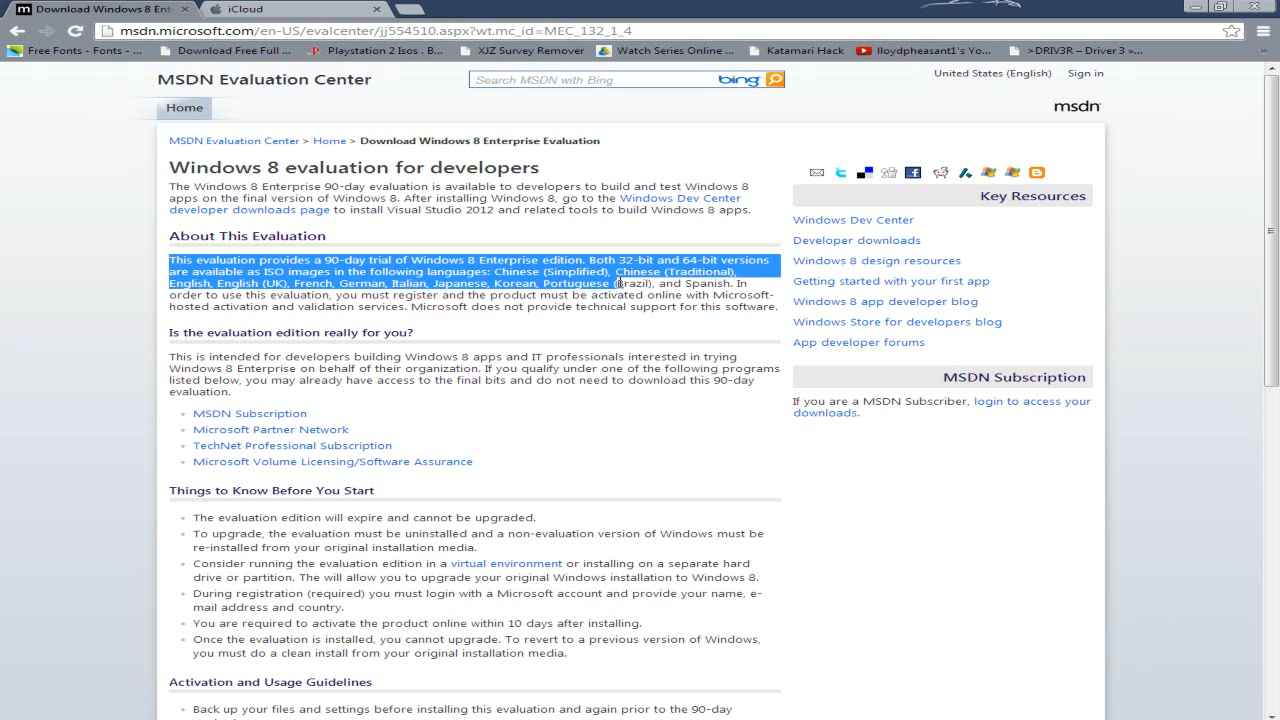 Download Windows 8 Ent
iCloud
msdn.microsoft.com/en-US/evalcenter/jj554510.aspx?wt.mc_id=MEC_132_1_4
Free Fonts - Fonts - ...
Download Free Full ...
Playstation 2 Isos . B...
XJZ Survey Remover
Watch Series Online ...
Katamari Hack
lloydpheasant1's Yo...
>DRIV3R – Driver 3 »...
MSDN Evaluation Center
Search MSDN with Bing
bing
United States (English)
Sign in
Home
msdn
MSDN Evaluation Center > Home > Download Windows 8 Enterprise Evaluation
Windows 8 evaluation for developers
The Windows 8 Enterprise 90-day evaluation is available to developers to build and test Windows 8
apps on the final version of Windows 8. After installing Windows 8, go to the Windows Dev Center
developer downloads page to install Visual Studio 2012 and related tools to build Windows 8 apps.
About This Evaluation
This evaluation provides a 90-day trial of Windows 8 Enterprise edition. Both 32-bit and 64-bit versions
are available as ISO images in the following languages: Chinese (Simplified), Chinese (Traditional),
English, English (UK), French, German, Italian, Japanese, Korean, Portuguese (Brazil), and Spanish. In
order to use this evaluation, you must register and the product must be activated online with Microsoft-
hosted activation and validation services. Microsoft does not provide technical support for this software.
Is the evaluation edition really for you?
This is intended for developers building Windows 8 apps and IT professionals interested in trying
Windows 8 Enterprise on behalf of their organization. If you qualify under one of the following programs
listed below, you may already have access to the final bits and do not need to download this 90-day
evaluation.
MSDN Subscription
Microsoft Partner Network
TechNet Professional Subscription
Microsoft Volume Licensing/Software Assurance
Things to Know Before You Start
The evaluation edition will expire and cannot be upgraded.
To upgrade, the evaluation must be uninstalled and a non-evaluation version of Windows must be
re-installed from your original installation media.
Consider running the evaluation edition in a virtual environment or installing on a separate hard
drive or partition. The will allow you to upgrade your original Windows installation to Windows 8.
During registration (required) you must login with a Microsoft account and provide your name, e-
mail address and country.
You are required to activate the product online within 10 days after installing.
Once the evaluation is installed, you cannot upgrade. To revert to a previous version of Windows,
you must do a clean install from your original installation media.
Activation and Usage Guidelines
Back up your files and settings before installing this evaluation and again prior to the 90-day
Key Resources
Windows Dev Center
Developer downloads
Windows 8 design resources
Getting started with your first app
Windows 8 app developer blog
Windows Store for developers blog
App developer forums
MSDN Subscription
If you are a MSDN Subscriber, login to access your
downloads.